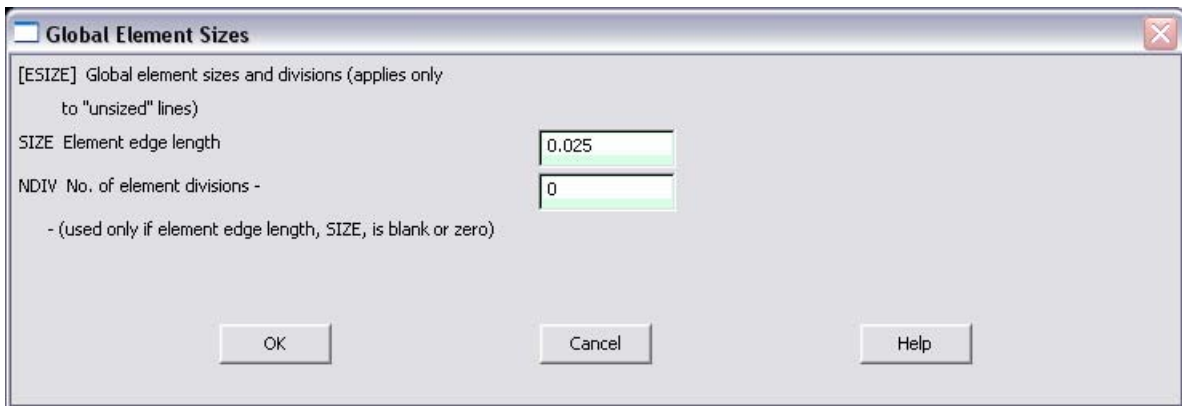 Global Element Sizes
[ESIZE] Global element sizes and divisions (applies only
to "unsized" lines)
SIZE Element edge length
0.025
NDIV No. of element divisions -
0
- (used only if element edge length, SIZE, is blank or zero)
OK
Cancel
Help